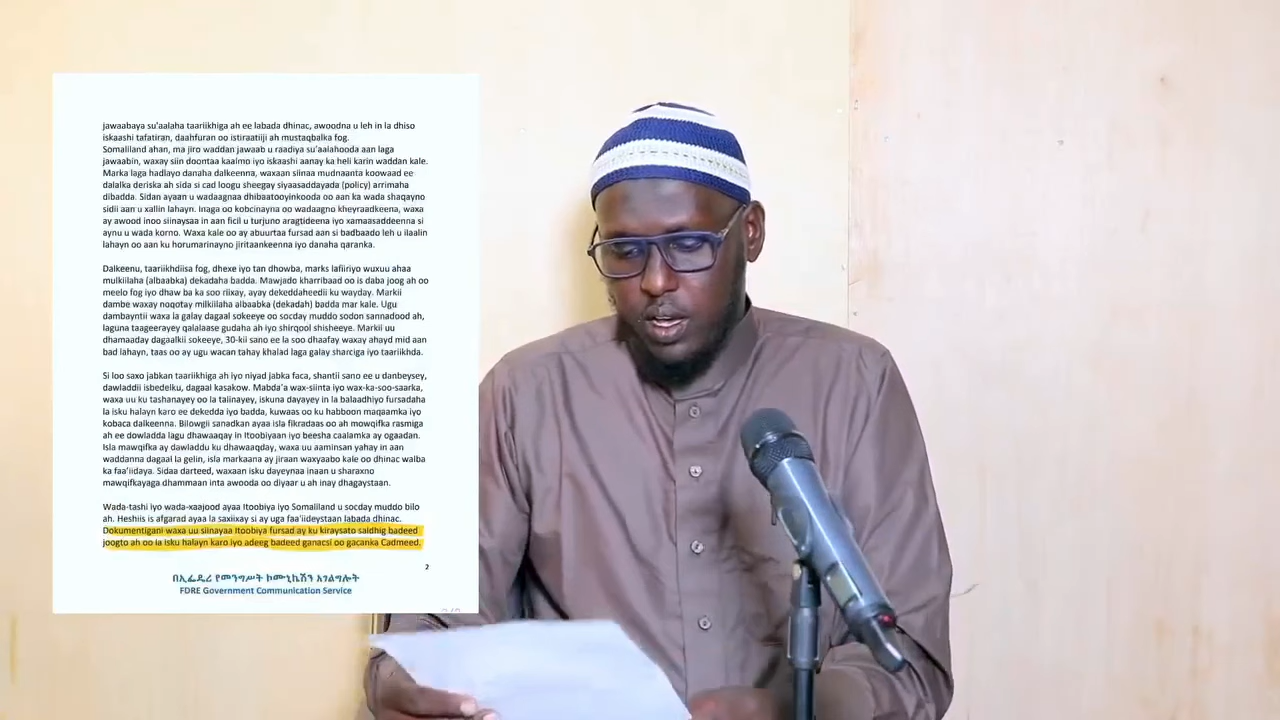 jawaabaya su'aalaha taariikhiga ah ee labada dhinac, awoodna u leh in la dhiso
iskaashi tafatiran, daahfuran oo istiraatiiji ah mustaqbalka fog.
Somaliland ahan, ma jiro waddan jawaab u raadiya su'aalahooda aan laga
jawaabin, waxay siin doontaa kaalmo iyo iskaashi aanay ka heli karin waddan kale.
Marka laga hadlayo danaha dalkeenna, waxaan siinaa mudnaanta koowaad ee
dalalka deriska ah sida si cad loogu sheegay siyaasaddayada (policy) arrimaha
dibadda. Sidan ayaan u wadaagnaa dhibaatooyinkooda oo aan ka wada shaqayno
sidii aan u xallin lahayn. Inaga oo kobcinayna oo wadaagno kheyraadkeenna, waxa
ay awood inoo siinaysaa in aan ficil u turjuno aragtideena iyo xamaasaddeenna si
aynu u wada korno. Waxa kale oo ay abuurtaa fursad aan si badbaado leh u ilaalin
lahayn oo aan ku horumarinayno jiritaankeenna iyo danaha qaranka.
Dalkeenu, taariikhdiisa fog, dhexe iyo tan dhowba, marks lafiiriyo wuxuu ahaa
mulkiilaha (albaabka) dekadaha badda. Mawjado kharribaad oo is daba joog ah oo
meelo fog iyo dhaw ba ka soo riixay, ayay dekeddaheedii ku wayday. Markii
dambe waxay noqotay milkiilaha albaabka (dekadah) badda mar kale. Ugu
dambayntii waxa la galay dagaal sokeeye oo socday muddo sodon sannadood ah,
laguna taageerayey qalalaase gudaha ah iyo shirqool shisheeye. Markii uu
dhamaaday dagaalkii sokeeye, 30-kii sano ee la soo dhaafay waxay ahayd mid aan
bad lahayn, taas oo ay ugu wacan tahay khalad laga galay sharciga iyo taariikhda.
Si loo saxo jabkan taariikhiga ah iyo niyad jabka faca, shantii sano ee u danbeysey,
dawladdii isbedelku, dagaal kasakow. Mabda'a wax-siinta iyo wax-ka-soo-saarka,
waxa uu ku tashanayey oo la taliinayey, iskuna dayayey in la balaadhiyo fursadaha
la isku halayn karo ee dekedda iyo badda, kuwaas oo ku habboon maqaamka iyo
kobaca dalkeenna. Bilowgii sanadkan ayaa isla fikradaas oo ah mowqifka rasmiga
ah ee dowladda lagu dhawaaqay in Itoobiyaan iyo beesha caalamka ay ogaadan.
Isla mawqifka ay dawladdu ku dhawaaqday, waxa uu aaminsan yahay in aan
waddanna dagaal la gelin, isla markaana ay jiraan waxyaabo kale oo dhinac walba
ka faa'iidaya. Sidaa darteed, waxaan isku dayeynaa inaan u sharaxno
mawqifkayaga dhammaan inta awooda oo diyaar u ah inay dhagaystaan.
Wada-tashi iyo wada-xaajood ayaa Itoobiya iyo Somaliland u socday muddo bilo
ah. Heshiis is afgarad ayaa la saxiixay si ay uga faa'iideystaan labada dhinac.
Dokumentigani waxa uu siinayaa Itoobiya fursad ay ku kiraysato saldhig badeed
joogto ah oo la isku halayn karo iyo adeeg badeed ganacsi oo gacanka Cadmeed.
2
በኢፌዴሪ የመንግሥት ኮሙኒኬሽን አገልግሎት
FDRE Government Communication Service